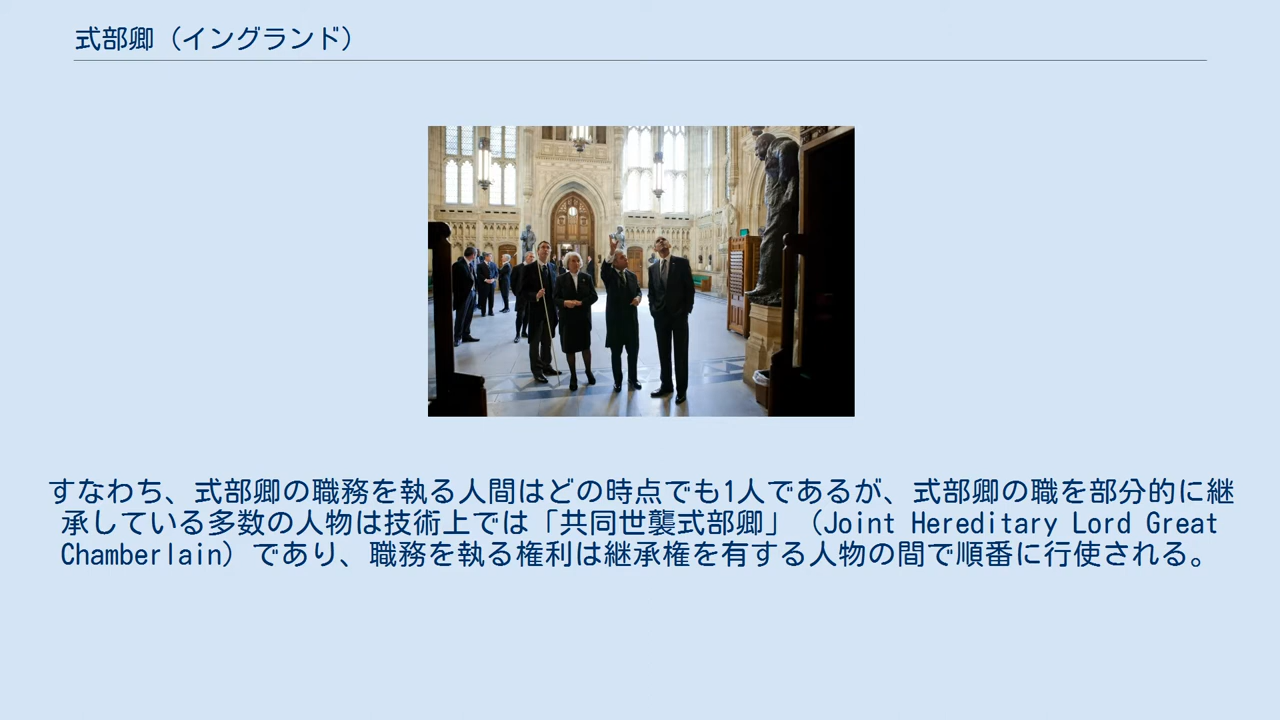 式部卿（イングランド）
すなわち、式部卿の職務を執る人間はどの時点でも1人であるが、式部卿の職を部分的に継
承している多数の人物は技術上では「共同世襲式部卿」（Joint Hereditary Lord Great
Chamberlain）であり、職務を執る権利は継承権を有する人物の間で順番に行使される。